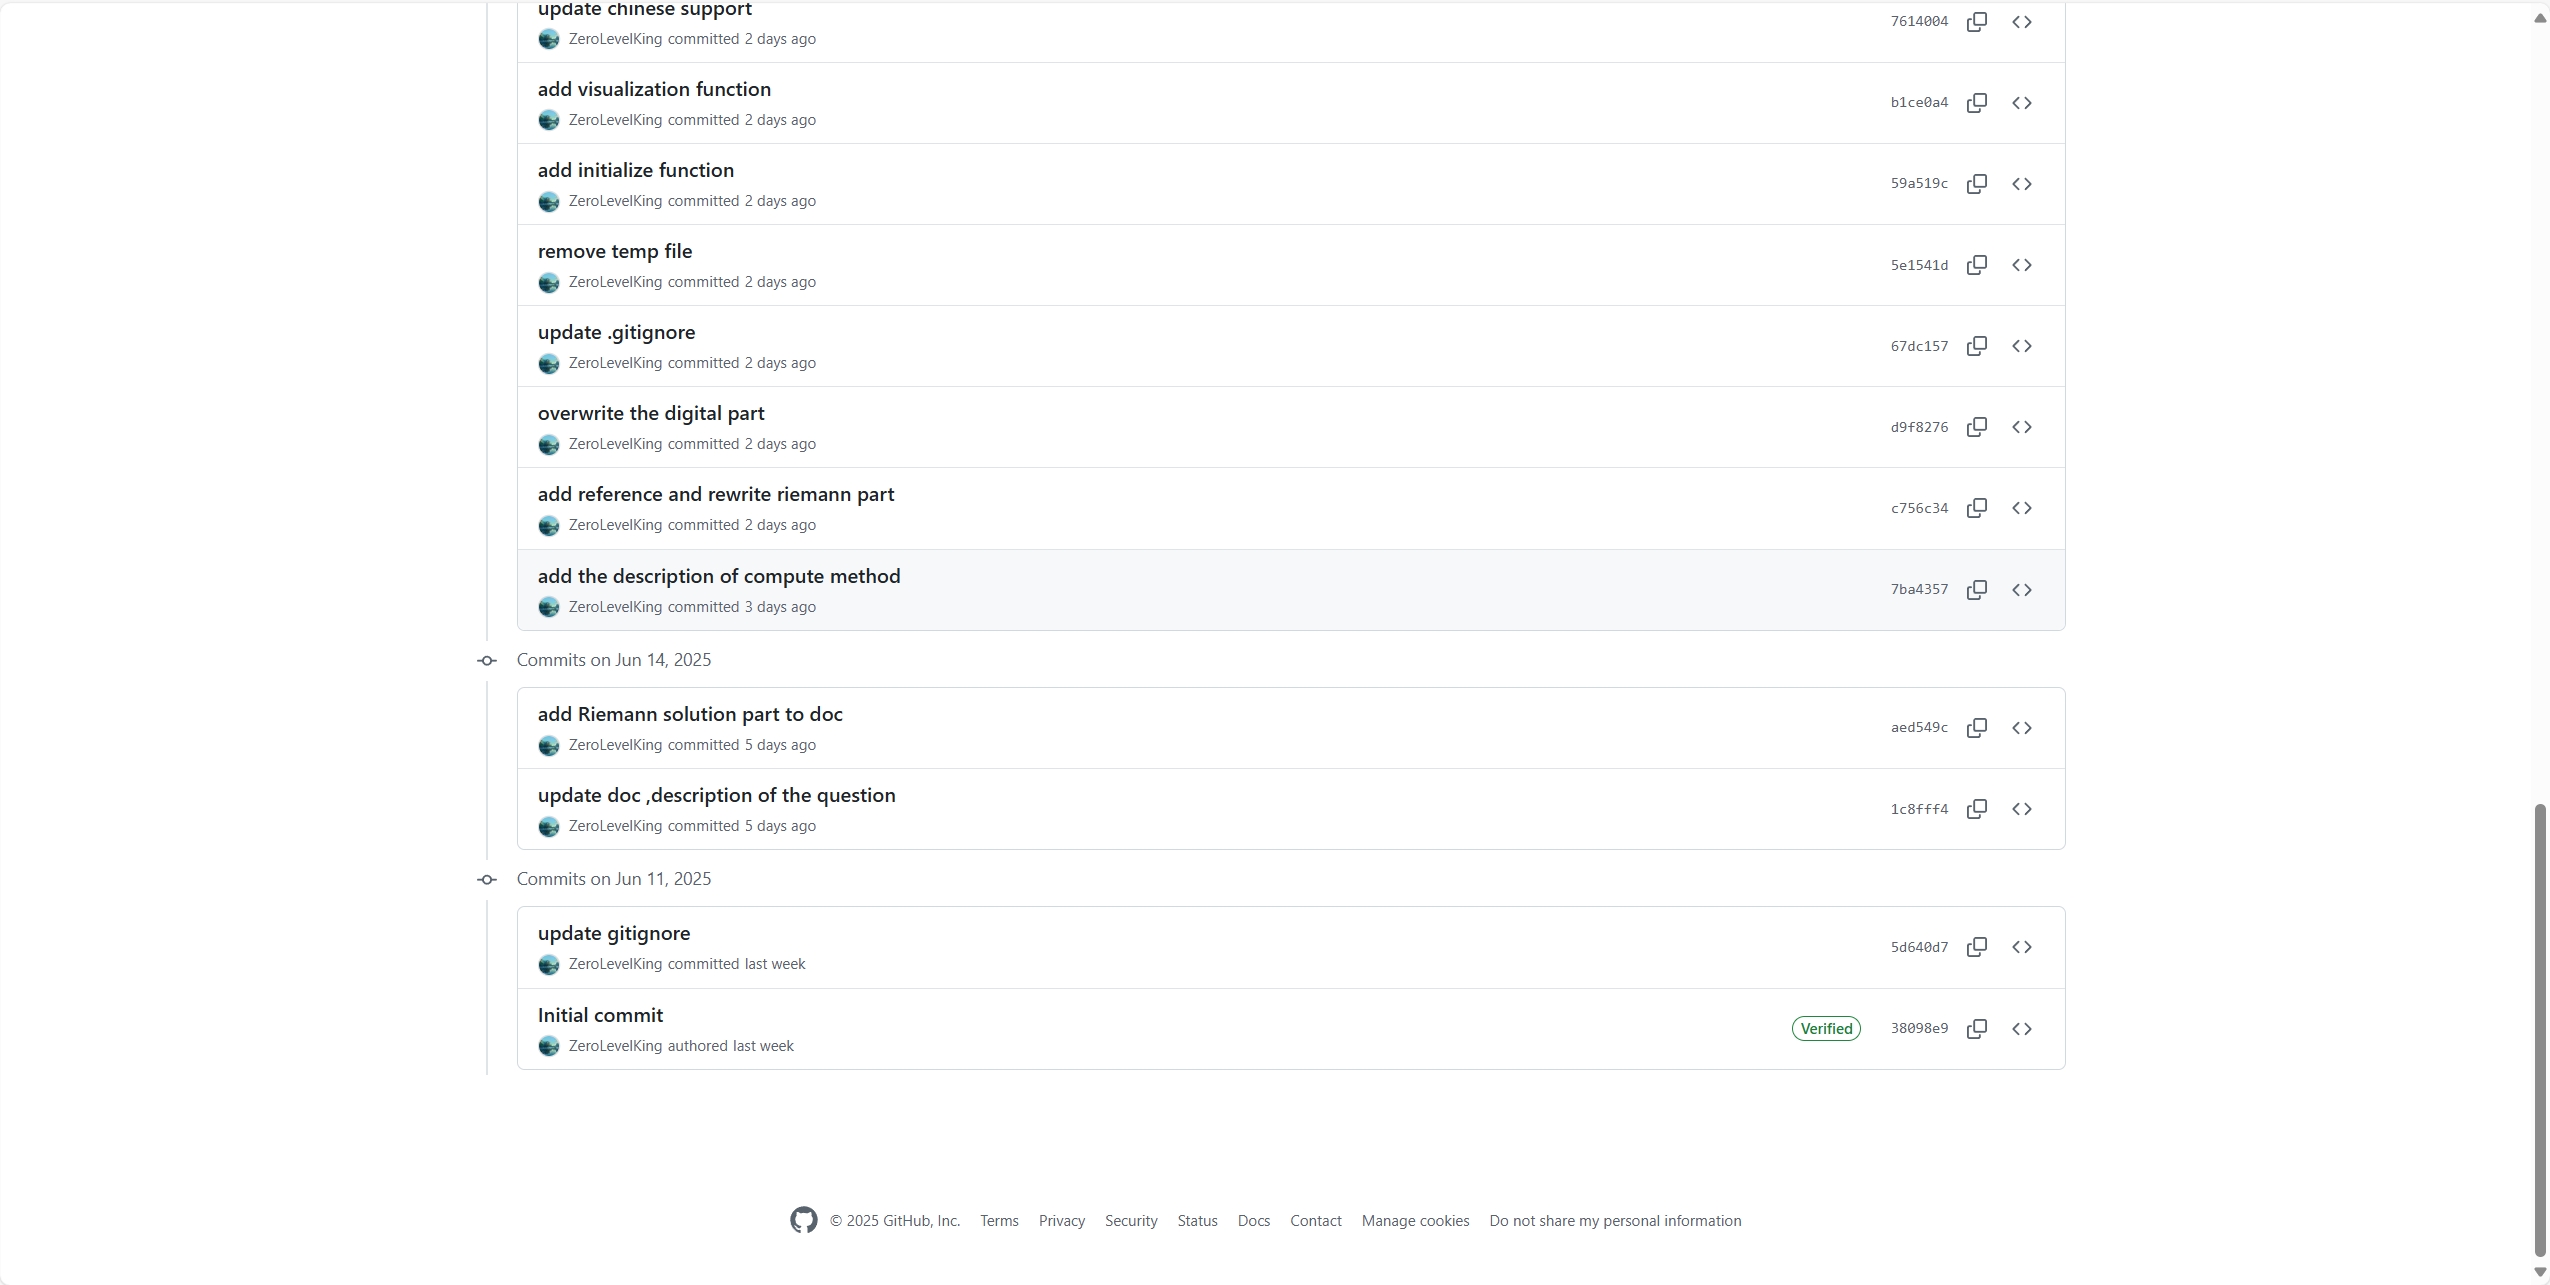 update chinese support
ZeroLevelKing committed 2 days ago
7614004
add visualization function
ZeroLevelKing committed 2 days ago
b1ce0a4
add initialize function
ZeroLevelKing committed 2 days ago
59a519c
remove temp file
ZeroLevelKing committed 2 days ago
5e1541d
update .gitignore
ZeroLevelKing committed 2 days ago
67dc157
overwrite the digital part
ZeroLevelKing committed 2 days ago
d9f8276
add reference and rewrite riemann part
ZeroLevelKing committed 2 days ago
c756c34
add the description of compute method
ZeroLevelKing committed 3 days ago
7ba4357
Commits on Jun 14, 2025
add Riemann solution part to doc
ZeroLevelKing committed 5 days ago
aed549c
update doc ,description of the question
ZeroLevelKing committed 5 days ago
1c8fff4
Commits on Jun 11, 2025
update gitignore
ZeroLevelKing committed last week
5d640d7
Initial commit
ZeroLevelKing authored last week
Verified 38098e9
© 2025 GitHub, Inc. Terms Privacy Security Status Docs Contact Manage cookies Do not share my personal information